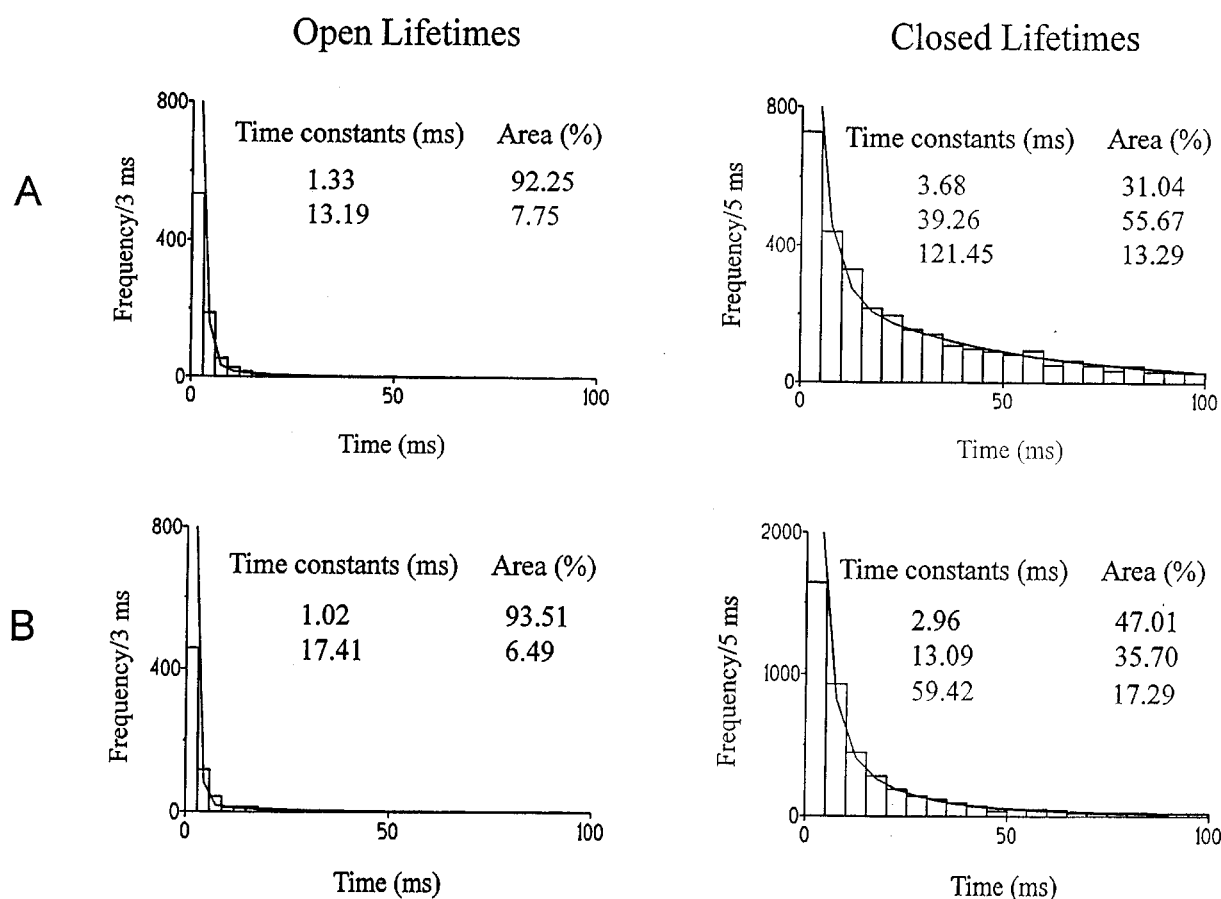 Open Lifetimes
Closed Lifetimes
A
Frequency/3 ms
800
400
0
Time constants (ms) Area (%)
1.33 92.25
13.19 7.75
0 50 100
Time (ms)
Frequency/5 ms
800
400
0
Time constants (ms) Area (%)
3.68 31.04
39.26 55.67
121.45 13.29
0 50 100
Time (ms)
B
Frequency/3 ms
800
400
0
Time constants (ms) Area (%)
1.02 93.51
17.41 6.49
0 50 100
Time (ms)
Frequency/5 ms
2000
1000
0
Time constants (ms) Area (%)
2.96 47.01
13.09 35.70
59.42 17.29
0 50 100
Time (ms)